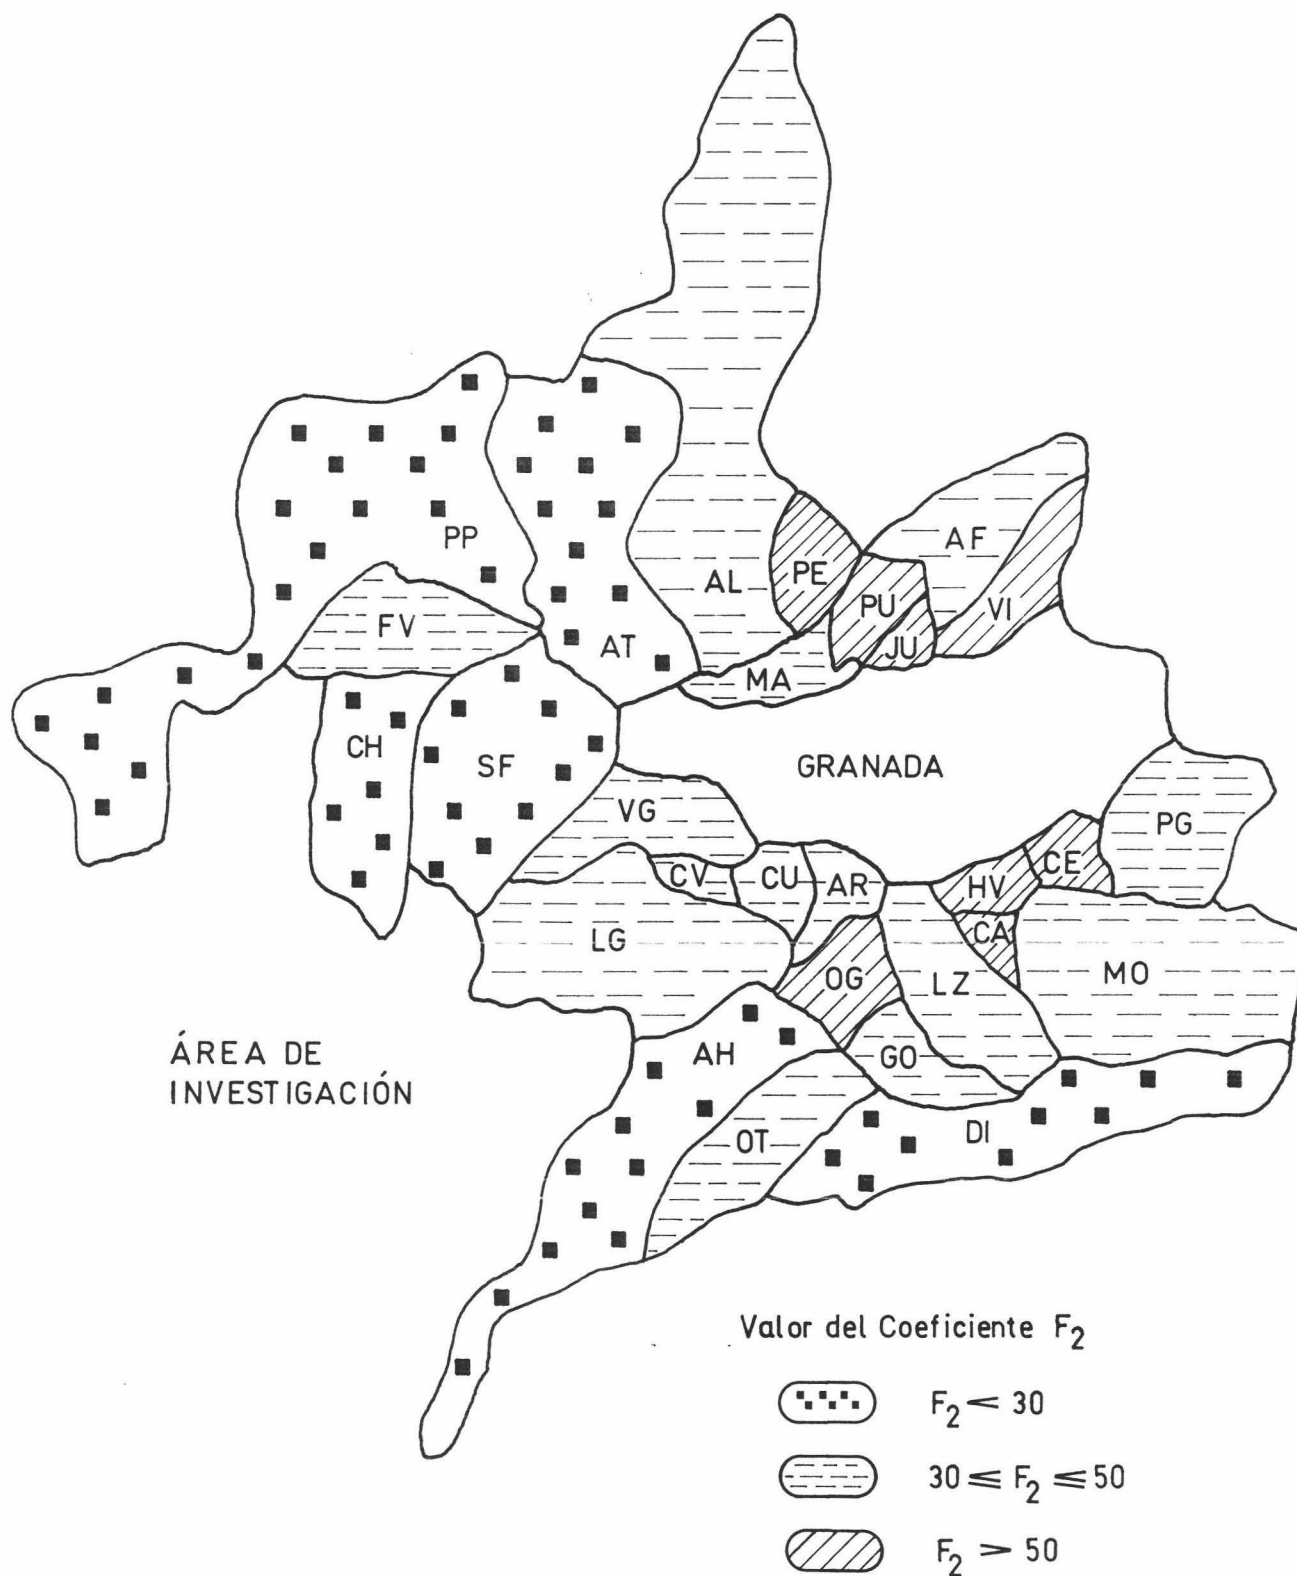 AF
PP
AL
PE
PU
VI
FV
AT
JU
MA
CH
SF
GRANADA
VG
PG
CV
CU
AR
HV
CE
LG
CA
OG
LZ
MO
ÁREA DE
INVESTIGACIÓN
AH
GO
OT
DI
Valor del Coeficiente F₂
F₂ < 30
30 ≤ F₂ ≤ 50
F₂ > 50